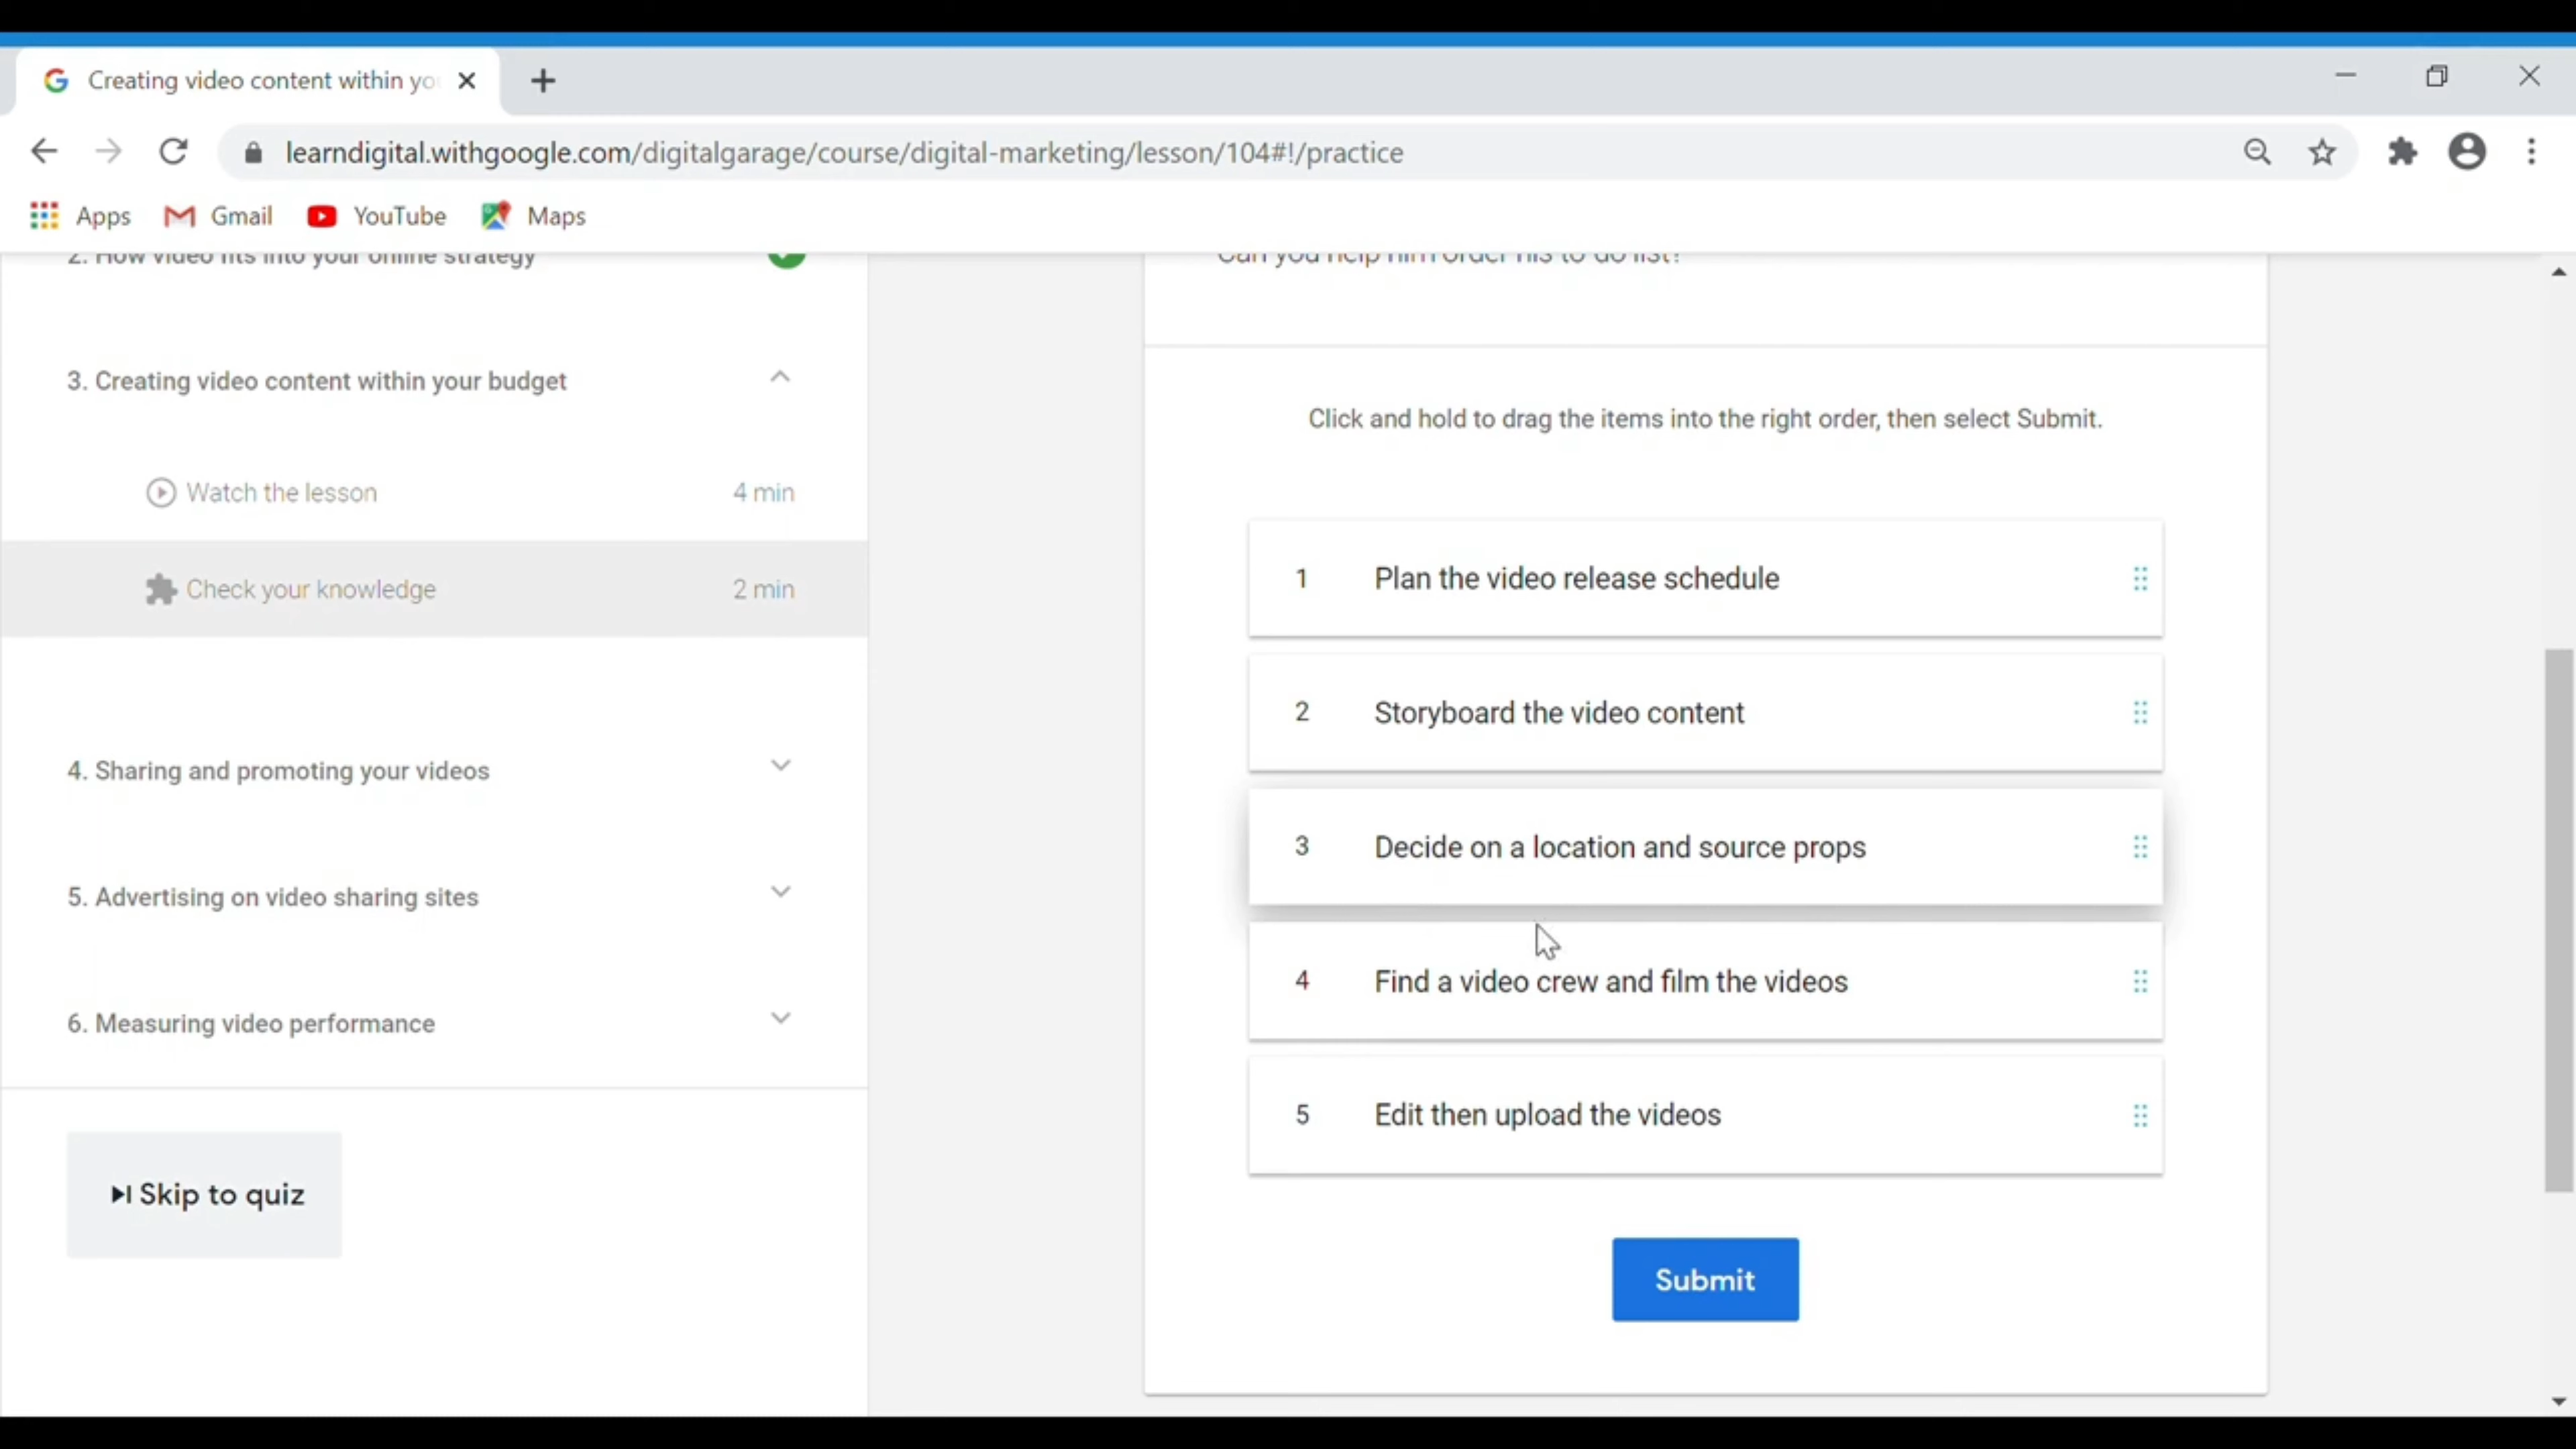 Creating video content within yo
learndigital.withgoogle.com/digitalgarage/course/digital-marketing/lesson/104#!/practice
Apps
Gmail
YouTube
Maps
2. How video fits into your online strategy
3. Creating video content within your budget
Watch the lesson 4 min
Check your knowledge 2 min
4. Sharing and promoting your videos
5. Advertising on video sharing sites
6. Measuring video performance
Skip to quiz
Can you help him order his to do list?
Click and hold to drag the items into the right order, then select Submit.
1 Plan the video release schedule
2 Storyboard the video content
3 Decide on a location and source props
4 Find a video crew and film the videos
5 Edit then upload the videos
Submit